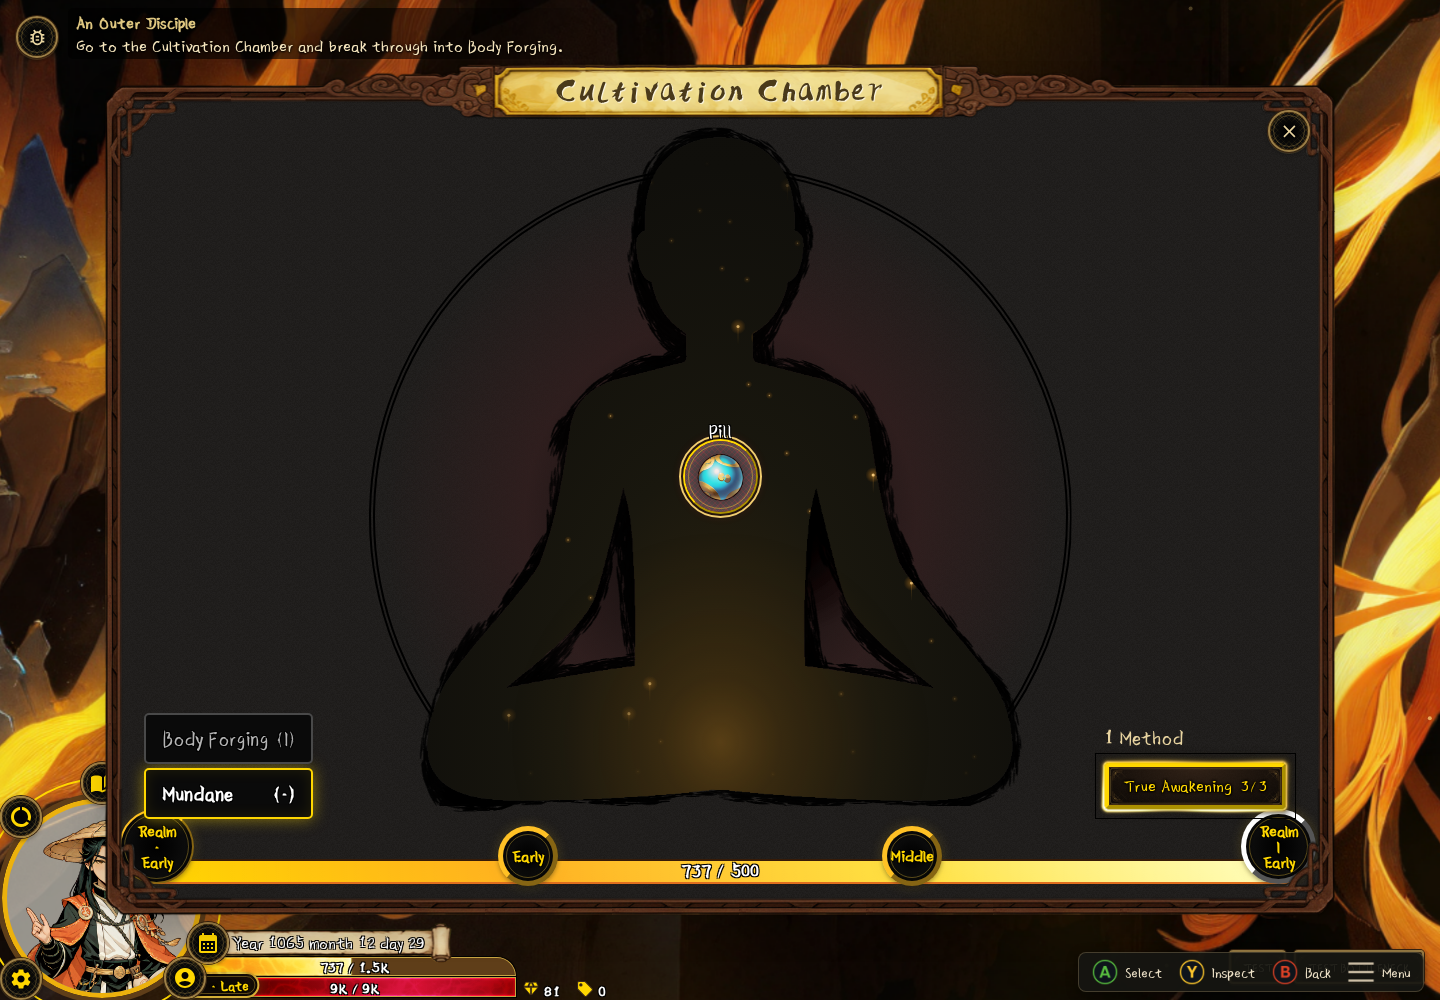 An Outer Disciple
Go to the Cultivation Chamber and break through into Body Forging.
Cultivation Chamber
Pill
Body Forging (1)
Mundane (-)
1 Method
True Awakening 3/3
Realm
-
Early
Early
737 / 500
Middle
Realm
1
Early
Year 1065 month 12 day 29
737 / 1.5K
- Late
9K / 9K
81
0
A Select
Y Inspect
B Back
Menu